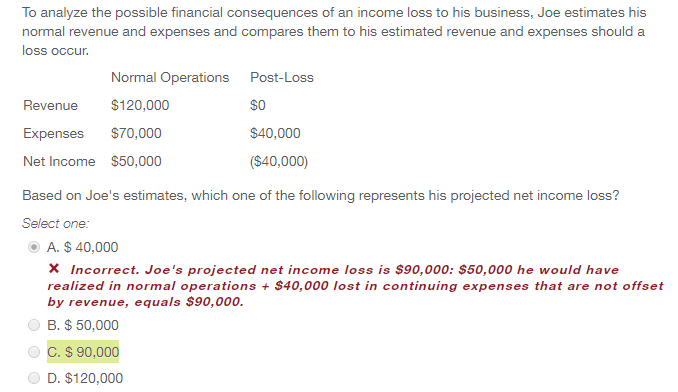 To analyze the possible financial consequences of an income loss to his business, Joe estimates his
normal revenue and expenses and compares them to his estimated revenue and expenses should a
loss occur.
Normal Operations Post-Loss
Revenue $120,000 $0
Expenses $70,000 $40,000
Net Income $50,000 ($40,000)
Based on Joe's estimates, which one of the following represents his projected net income loss?
Select one:
A. $ 40,000
✗ Incorrect. Joe's projected net income loss is $90,000: $50,000 he would have
realized in normal operations + $40,000 lost in continuing expenses that are not offset
by revenue, equals $90,000.
B. $ 50,000
C. $ 90,000
D. $120,000